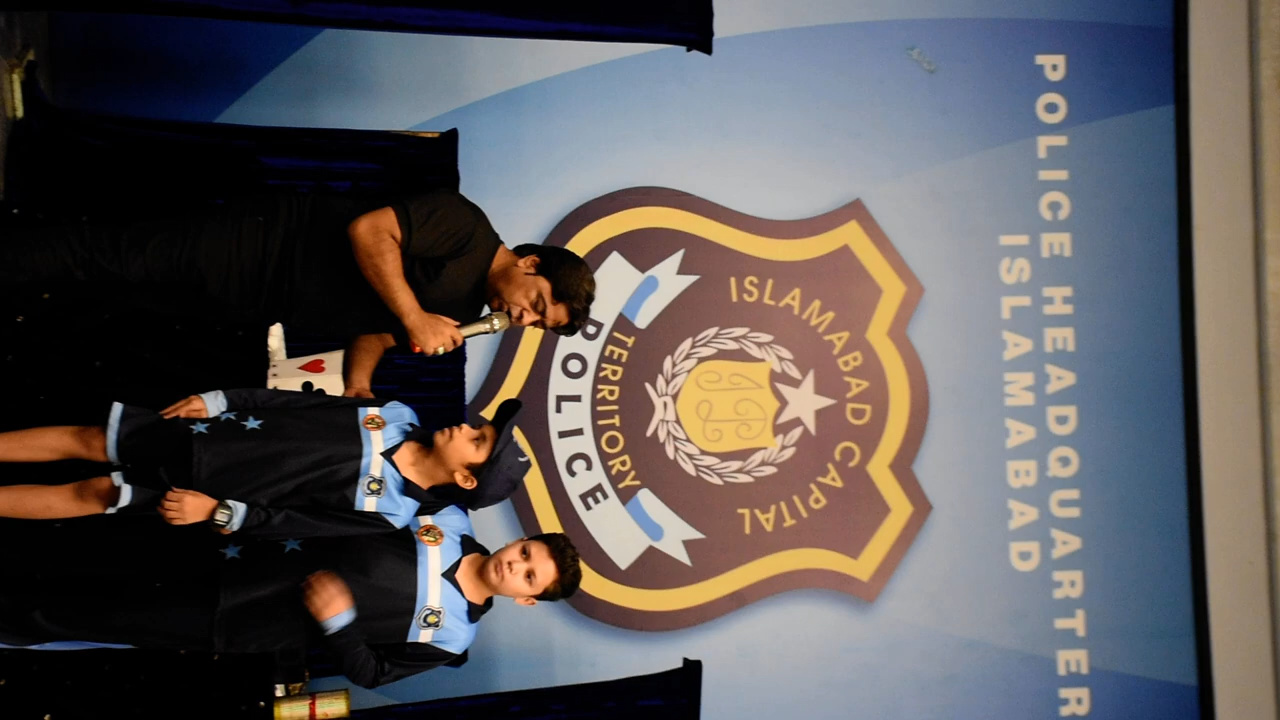 POLICE HEADQUARTER
ISLAMABAD
ISLAMABAD CAPITAL
TERRITORY
POLICE